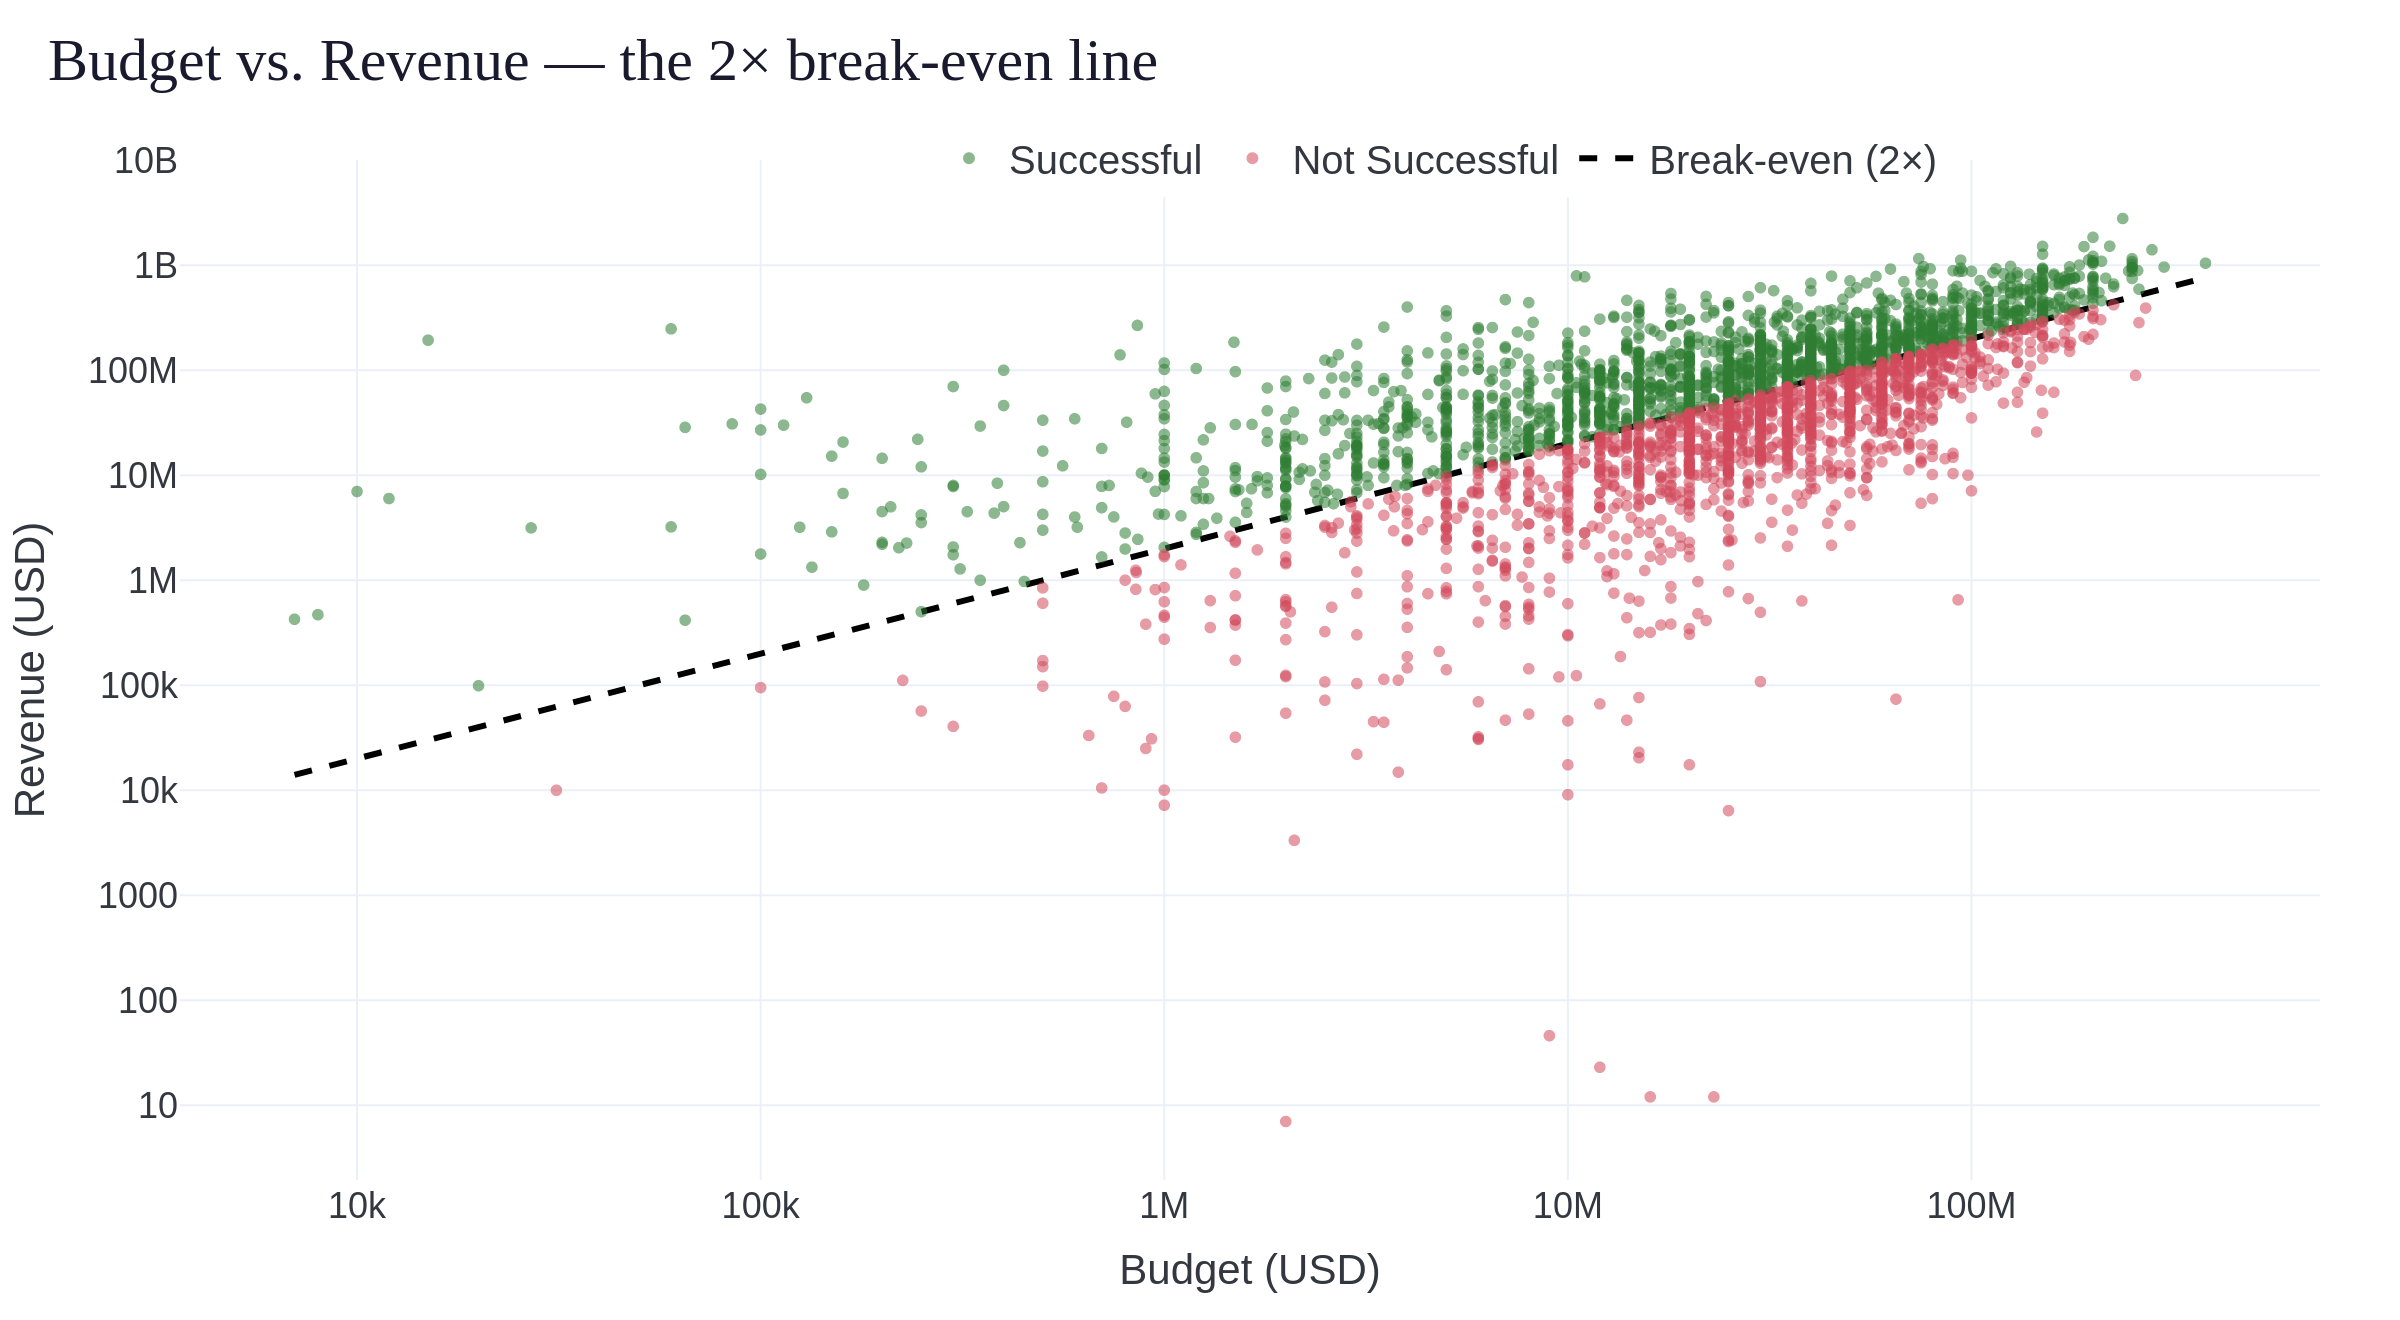 Budget vs. Revenue — the 2× break-even line
Successful
Not Successful
Break-even (2×)
Revenue (USD)
10B
1B
100M
10M
1M
100k
10k
1000
100
10
10k
100k
1M
10M
100M
Budget (USD)